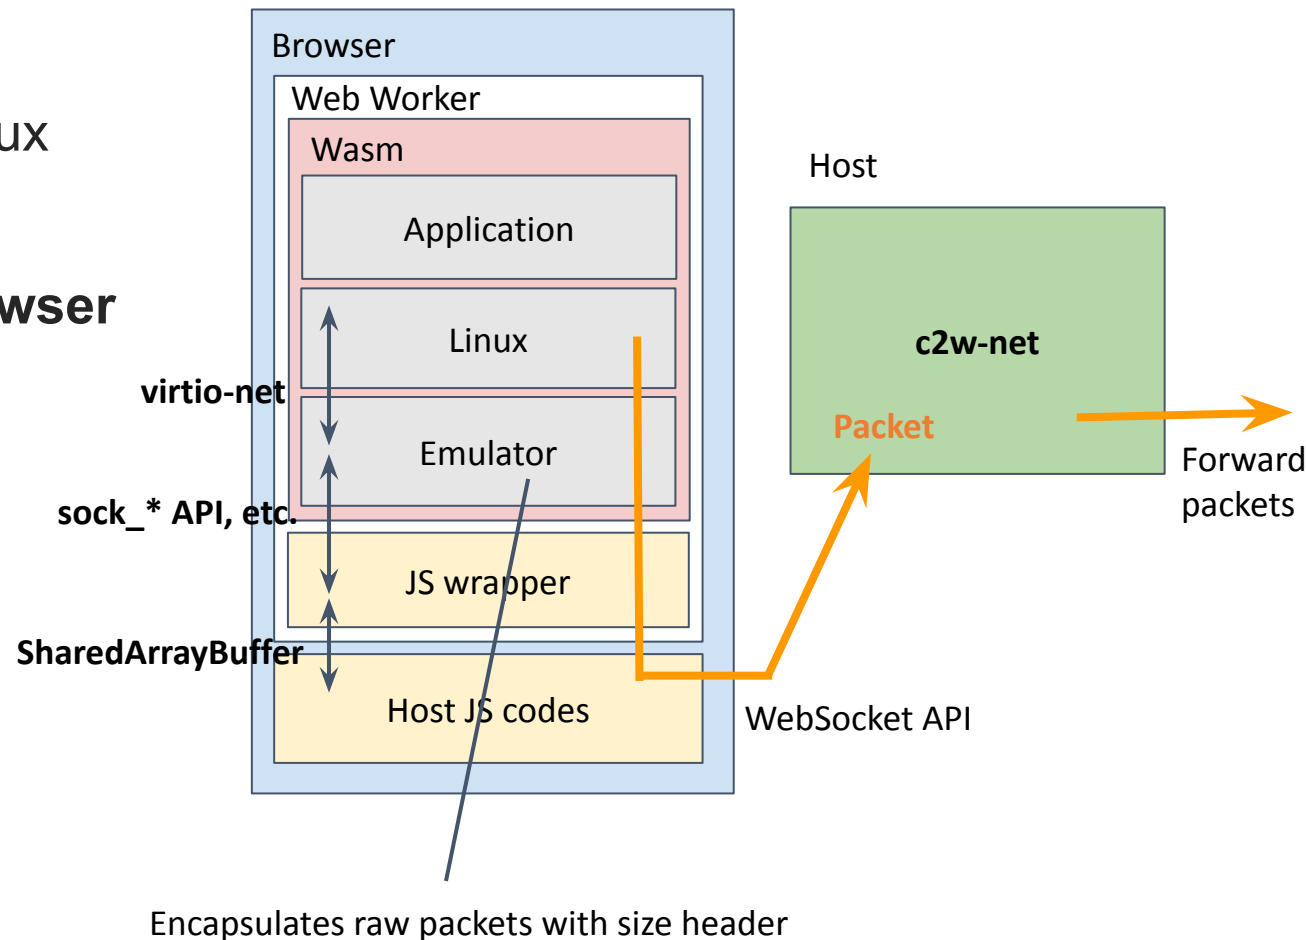 Browser
Web Worker
ux
Wasm
Host
Application
wser
Linux
c2w-net
virtio-net
Packet
Emulator
Forward
packets
sock_* API, etc.
JS wrapper
SharedArrayBuffer
Host JS codes
WebSocket API
Encapsulates raw packets with size header